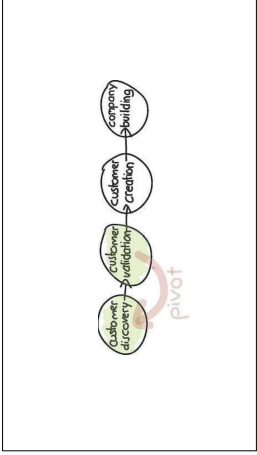 Customer
discovery
customer
validation
customer
creation
company
building
pivot